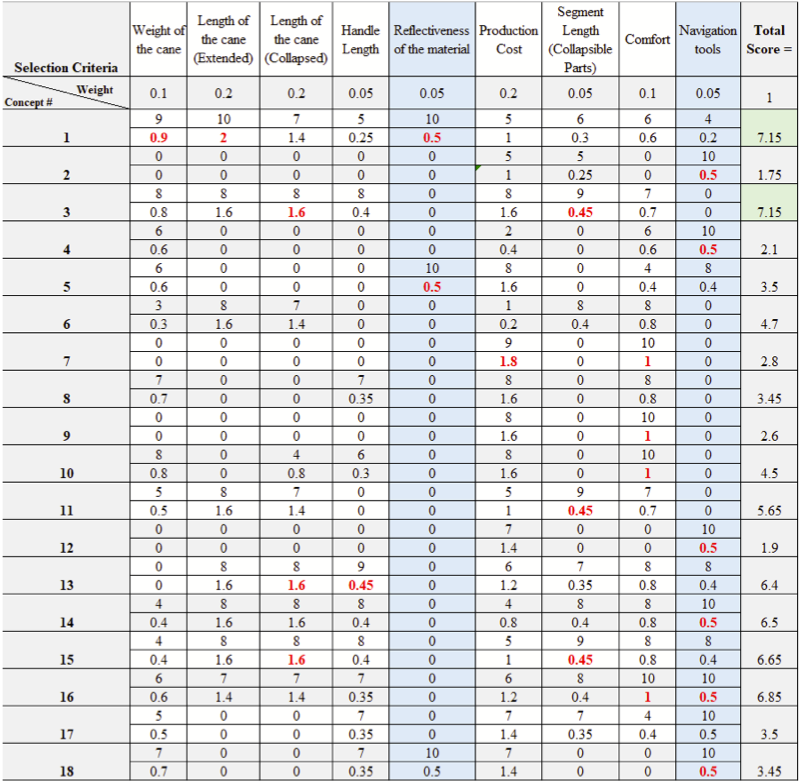 Selection Criteria Weight of the cane Length of the cane (Extended) Length of the cane (Collapsed) Handle Length Reflectiveness of the material Production Cost Segment Length (Collapsible Parts) Comfort Navigation tools Total Score =
Concept # Weight 0.1 0.2 0.2 0.05 0.05 0.2 0.05 0.1 0.05 1
9 10 7 5 10 5 6 6 4
1 0.9 2 1.4 0.25 0.5 1 0.3 0.6 0.2 7.15
0 0 0 0 0 5 5 0 10
2 0 0 0 0 0 1 0.25 0 0.5 1.75
8 8 8 8 0 8 9 7 0
3 0.8 1.6 1.6 0.4 0 1.6 0.45 0.7 0 7.15
6 0 0 0 0 2 0 6 10
4 0.6 0 0 0 0 0.4 0 0.6 0.5 2.1
6 0 0 0 10 8 0 4 8
5 0.6 0 0 0 0.5 1.6 0 0.4 0.4 3.5
3 8 7 0 0 1 8 8 0
6 0.3 1.6 1.4 0 0 0.2 0.4 0.8 0 4.7
0 0 0 0 0 9 0 10 0
7 0 0 0 0 0 1.8 0 1 0 2.8
7 0 0 7 0 8 0 8 0
8 0.7 0 0 0.35 0 1.6 0 0.8 0 3.45
0 0 0 0 0 8 0 10 0
9 0 0 0 0 0 1.6 0 1 0 2.6
8 0 4 6 0 8 0 10 0
10 0.8 0 0.8 0.3 0 1.6 0 1 0 4.5
5 8 7 0 0 5 9 7 0
11 0.5 1.6 1.4 0 0 1 0.45 0.7 0 5.65
0 0 0 0 0 7 0 0 10
12 0 0 0 0 0 1.4 0 0 0.5 1.9
0 8 8 9 0 6 7 8 8
13 0 1.6 1.6 0.45 0 1.2 0.35 0.8 0.4 6.4
4 8 8 8 0 4 8 8 10
14 0.4 1.6 1.6 0.4 0 0.8 0.4 0.8 0.5 6.5
4 8 8 8 0 5 9 8 8
15 0.4 1.6 1.6 0.4 0 1 0.45 0.8 0.4 6.65
6 7 7 7 0 6 8 10 10
16 0.6 1.4 1.4 0.35 0 1.2 0.4 1 0.5 6.85
5 0 0 7 0 7 7 4 10
17 0.5 0 0 0.35 0 1.4 0.35 0.4 0.5 3.5
7 0 0 7 10 7 0 0 10
18 0.7 0 0 0.35 0.5 1.4 0 0 0.5 3.45